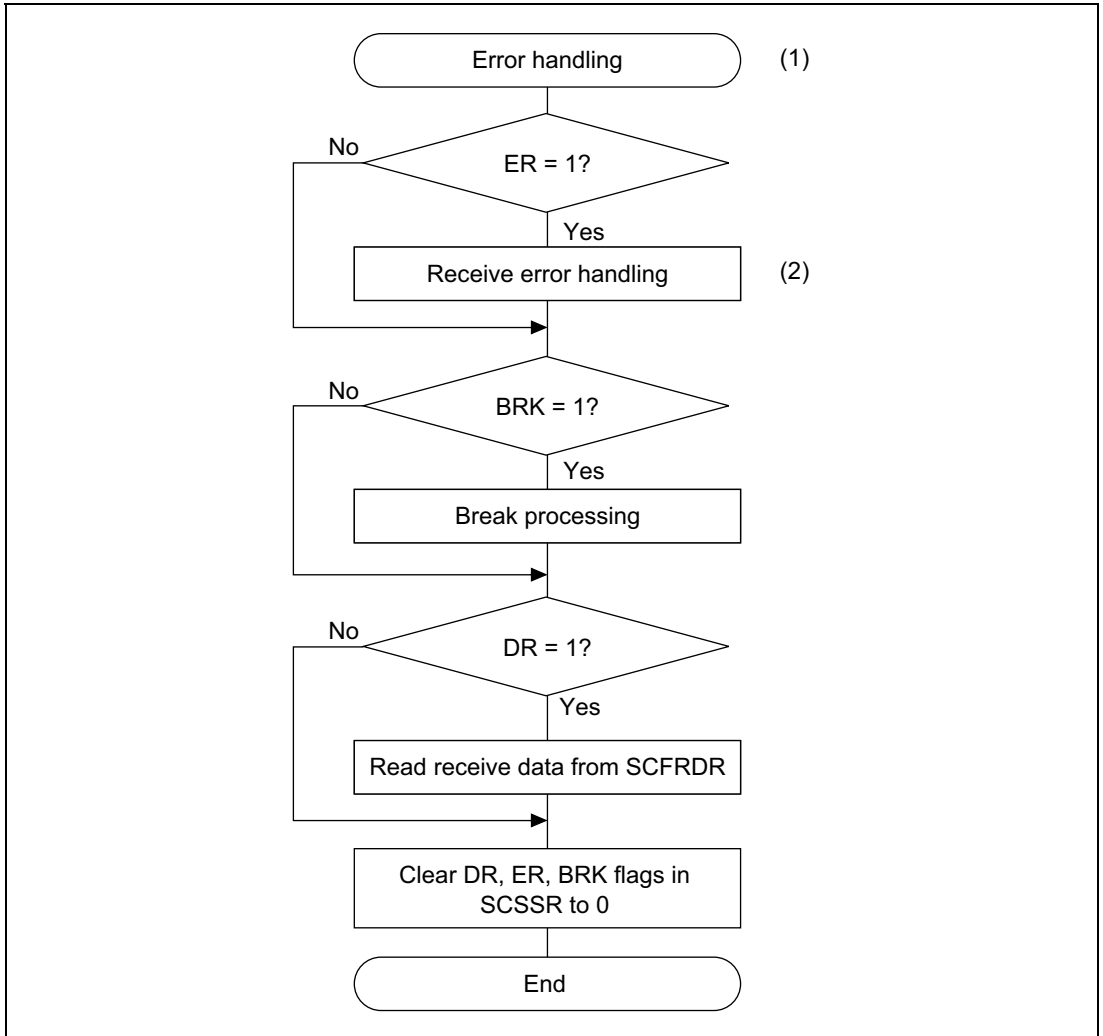 Error handling (1)
No
ER = 1?
Yes
Receive error handling (2)
No
BRK = 1?
Yes
Break processing
No
DR = 1?
Yes
Read receive data from SCFRDR
Clear DR, ER, BRK flags in
SCSSR to 0
End